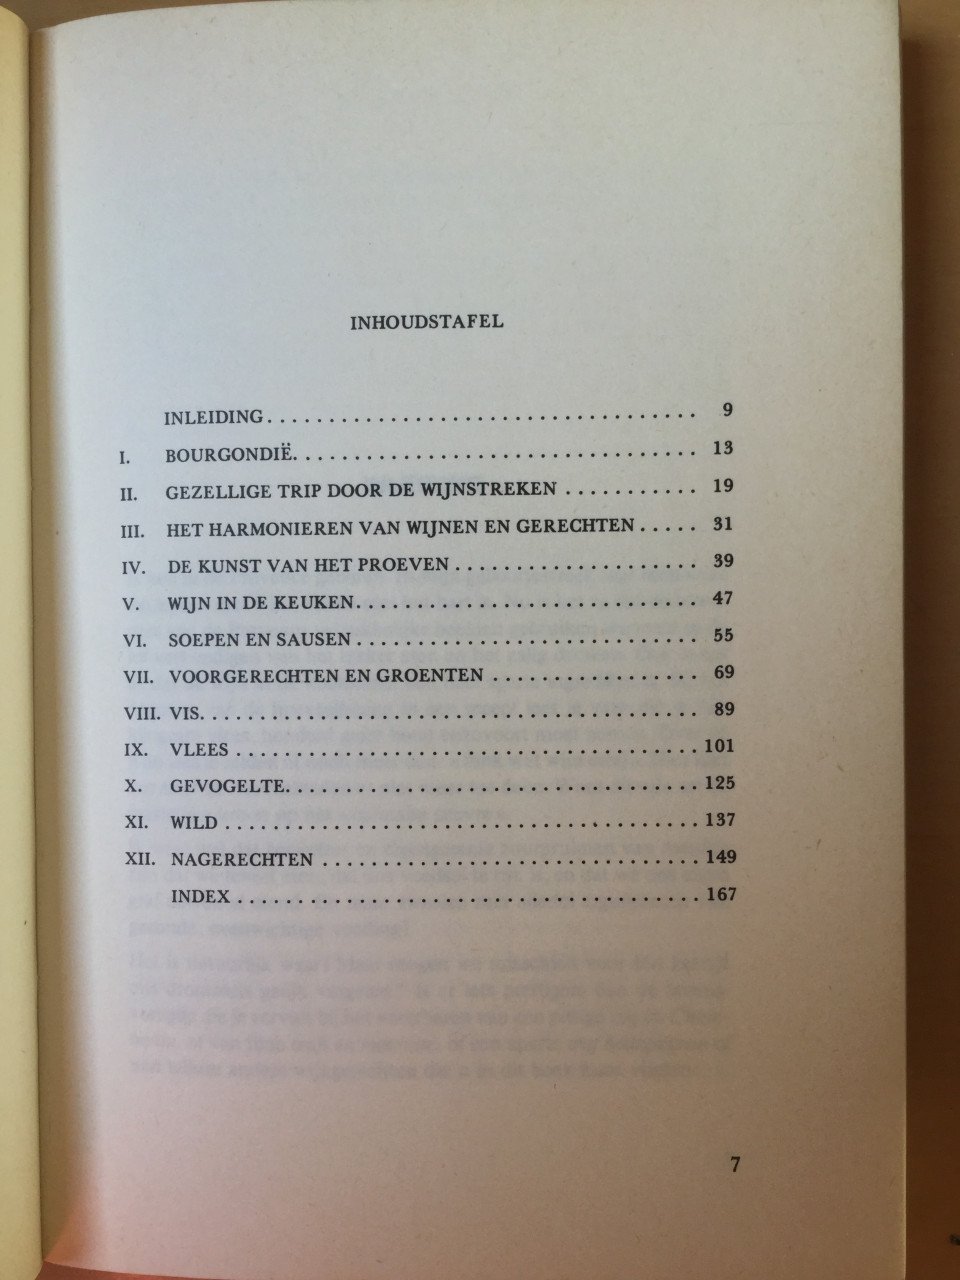 INHOUDSTAFEL
INLEIDING................................... 9
I. BOURGONDIË................................. 13
II. GEZELLIGE TRIP DOOR DE WIJNSTREKEN ........... 19
III. HET HARMONIEREN VAN WIJNEN EN GERECHTEN ..... 31
IV. DE KUNST VAN HET PROEVEN .................... 39
V. WIJN IN DE KEUKEN............................ 47
VI. SOEPEN EN SAUSEN ............................ 55
VII. VOORGERECHTEN EN GROENTEN ................. 69
VIII. VIS......................................... 89
IX. VLEES ...................................... 101
X. GEVOGELTE.................................. 125
XI. WILD ....................................... 137
XII. NAGERECHTEN ............................... 149
INDEX ...................................... 167
7